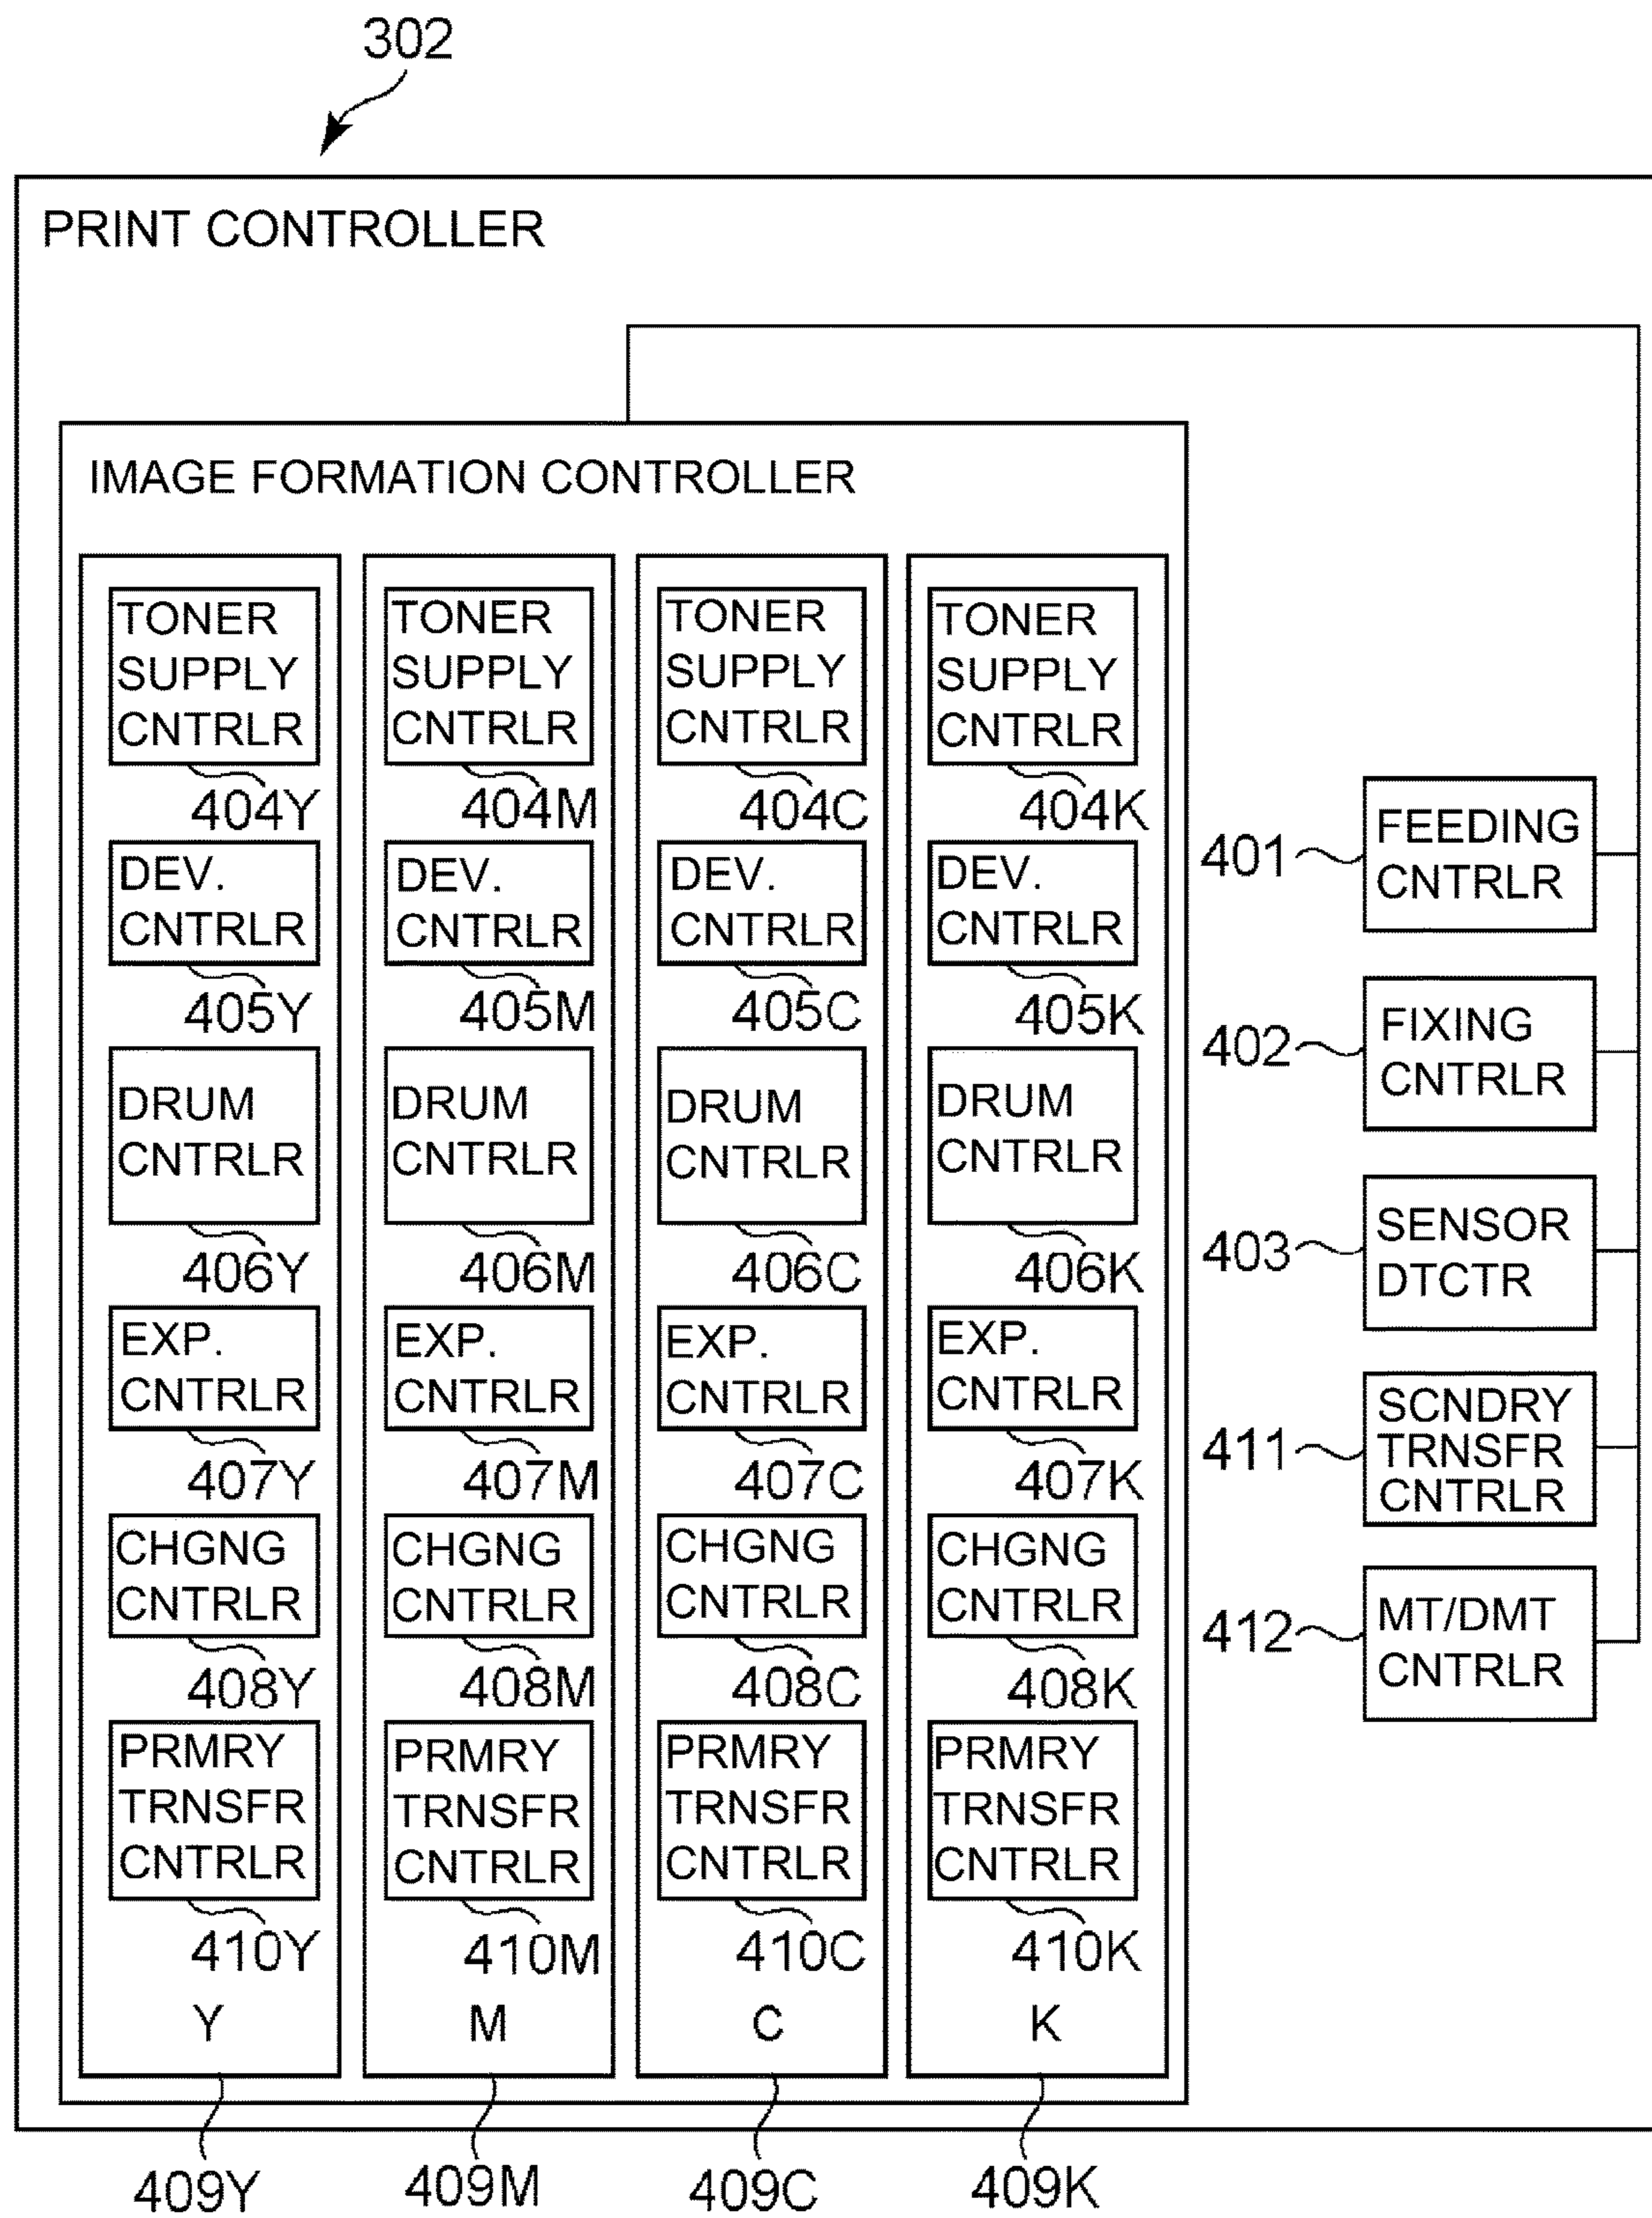 302
PRINT CONTROLLER
IMAGE FORMATION CONTROLLER
TONER
SUPPLY
CNTRLR
404Y
DEV.
CNTRLR
405Y
DRUM
CNTRLR
406Y
EXP.
CNTRLR
407Y
CHGNG
CNTRLR
408Y
PRMRY
TRNSFR
CNTRLR
410Y
Y
409Y
TONER
SUPPLY
CNTRLR
404M
DEV.
CNTRLR
405M
DRUM
CNTRLR
406M
EXP.
CNTRLR
407M
CHGNG
CNTRLR
408M
PRMRY
TRNSFR
CNTRLR
410M
M
409M
TONER
SUPPLY
CNTRLR
404C
DEV.
CNTRLR
405C
DRUM
CNTRLR
406C
EXP.
CNTRLR
407C
CHGNG
CNTRLR
408C
PRMRY
TRNSFR
CNTRLR
410C
C
409C
TONER
SUPPLY
CNTRLR
404K
DEV.
CNTRLR
405K
DRUM
CNTRLR
406K
EXP.
CNTRLR
407K
CHGNG
CNTRLR
408K
PRMRY
TRNSFR
CNTRLR
410K
K
409K
401
FEEDING
CNTRLR
402
FIXING
CNTRLR
403
SENSOR
DTCTR
411
SCNDRY
TRNSFR
CNTRLR
412
MT/DMT
CNTRLR